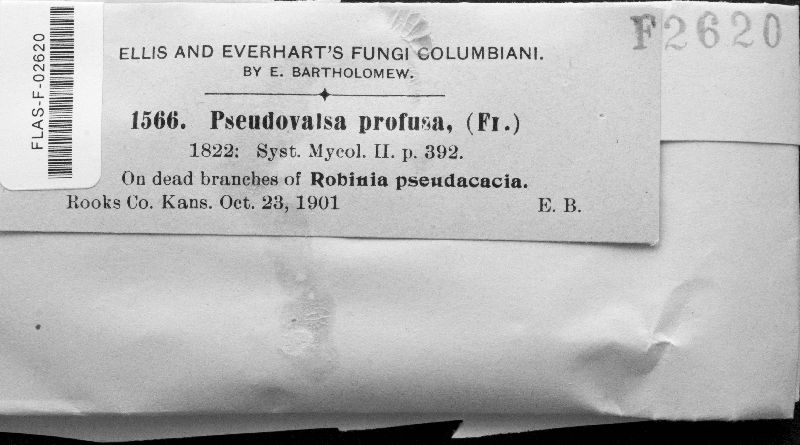 FLAS-F-02620
F2620
ELLIS AND EVERHART'S FUNGI COLUMBIANI.
BY E. BARTHOLOMEW.
1566. Pseudovalsa profusa, (Fr.)
1822: Syst. Mycol. II. p. 392.
On dead branches of Robinia pseudacacia.
Rooks Co. Kans. Oct. 23, 1901 E. B.